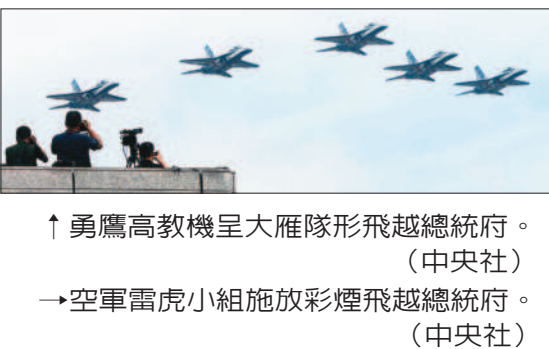 ↑勇鷹高教機呈大雁隊形飛越總統府。
（中央社）
→空軍雷虎小組施放彩煙飛越總統府。
（中央社）